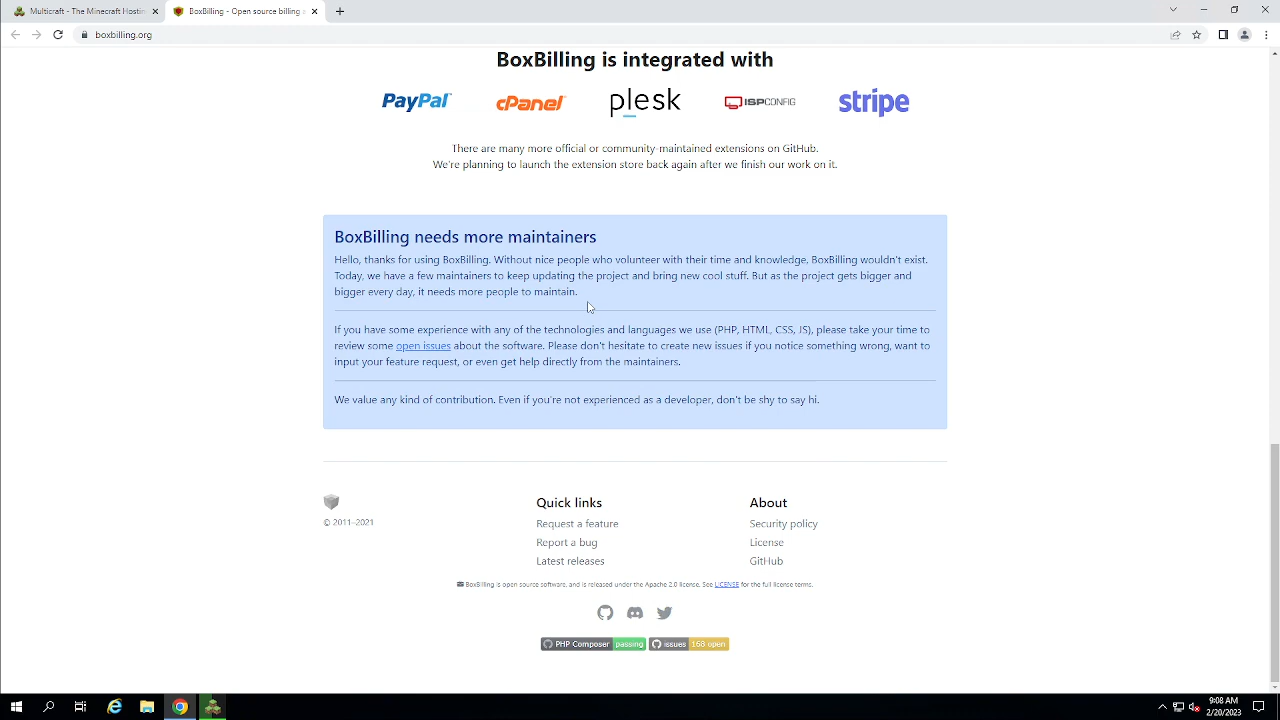 Multicraft - The Minecraft Hostin
BoxBilling - Open source billing a
boxbilling.org
BoxBilling is integrated with
PayPal
cPanel
plesk
ISPCONFIG
stripe
There are many more official or community-maintained extensions on GitHub.
We're planning to launch the extension store back again after we finish our work on it.
BoxBilling needs more maintainers
Hello, thanks for using BoxBilling. Without nice people who volunteer with their time and knowledge, BoxBilling wouldn't exist.
Today, we have a few maintainers to keep updating the project and bring new cool stuff. But as the project gets bigger and
bigger every day, it needs more people to maintain.
If you have some experience with any of the technologies and languages we use (PHP, HTML, CSS, JS), please take your time to
review some open issues about the software. Please don't hesitate to create new issues if you notice something wrong, want to
input your feature request, or even get help directly from the maintainers.
We value any kind of contribution. Even if you're not experienced as a developer, don't be shy to say hi.
© 2011-2021
Quick links
Request a feature
Report a bug
Latest releases
About
Security policy
License
GitHub
BoxBilling is open source software, and is released under the Apache 2.0 license. See LICENSE for the full license terms.
PHP Composer passing
issues 168 open
9:08 AM
2/20/2023